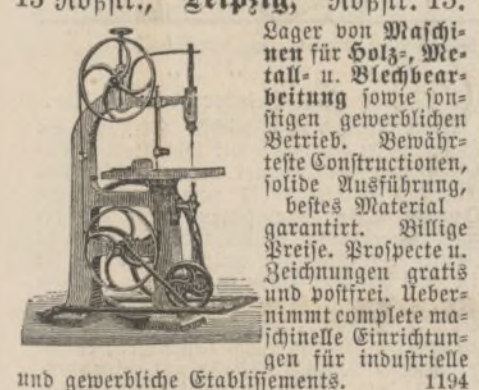 15 Roßstr., Leipzig, Roßstr. 15.
Lager von Maschi-
nen für Holz-, Me-
tall- u. Blechbear-
beitung sowie son-
stigen gewerblichen
Betrieb. Bewähr-
teste Constructionen,
solide Ausführung,
bestes Material
garantirt. Billige
Preise. Prospecte u.
Zeichnungen gratis
und postfrei. Ueber-
nimmt complete ma-
schinelle Einrichtun-
gen für industrielle
und gewerbliche Etablissements. 1194